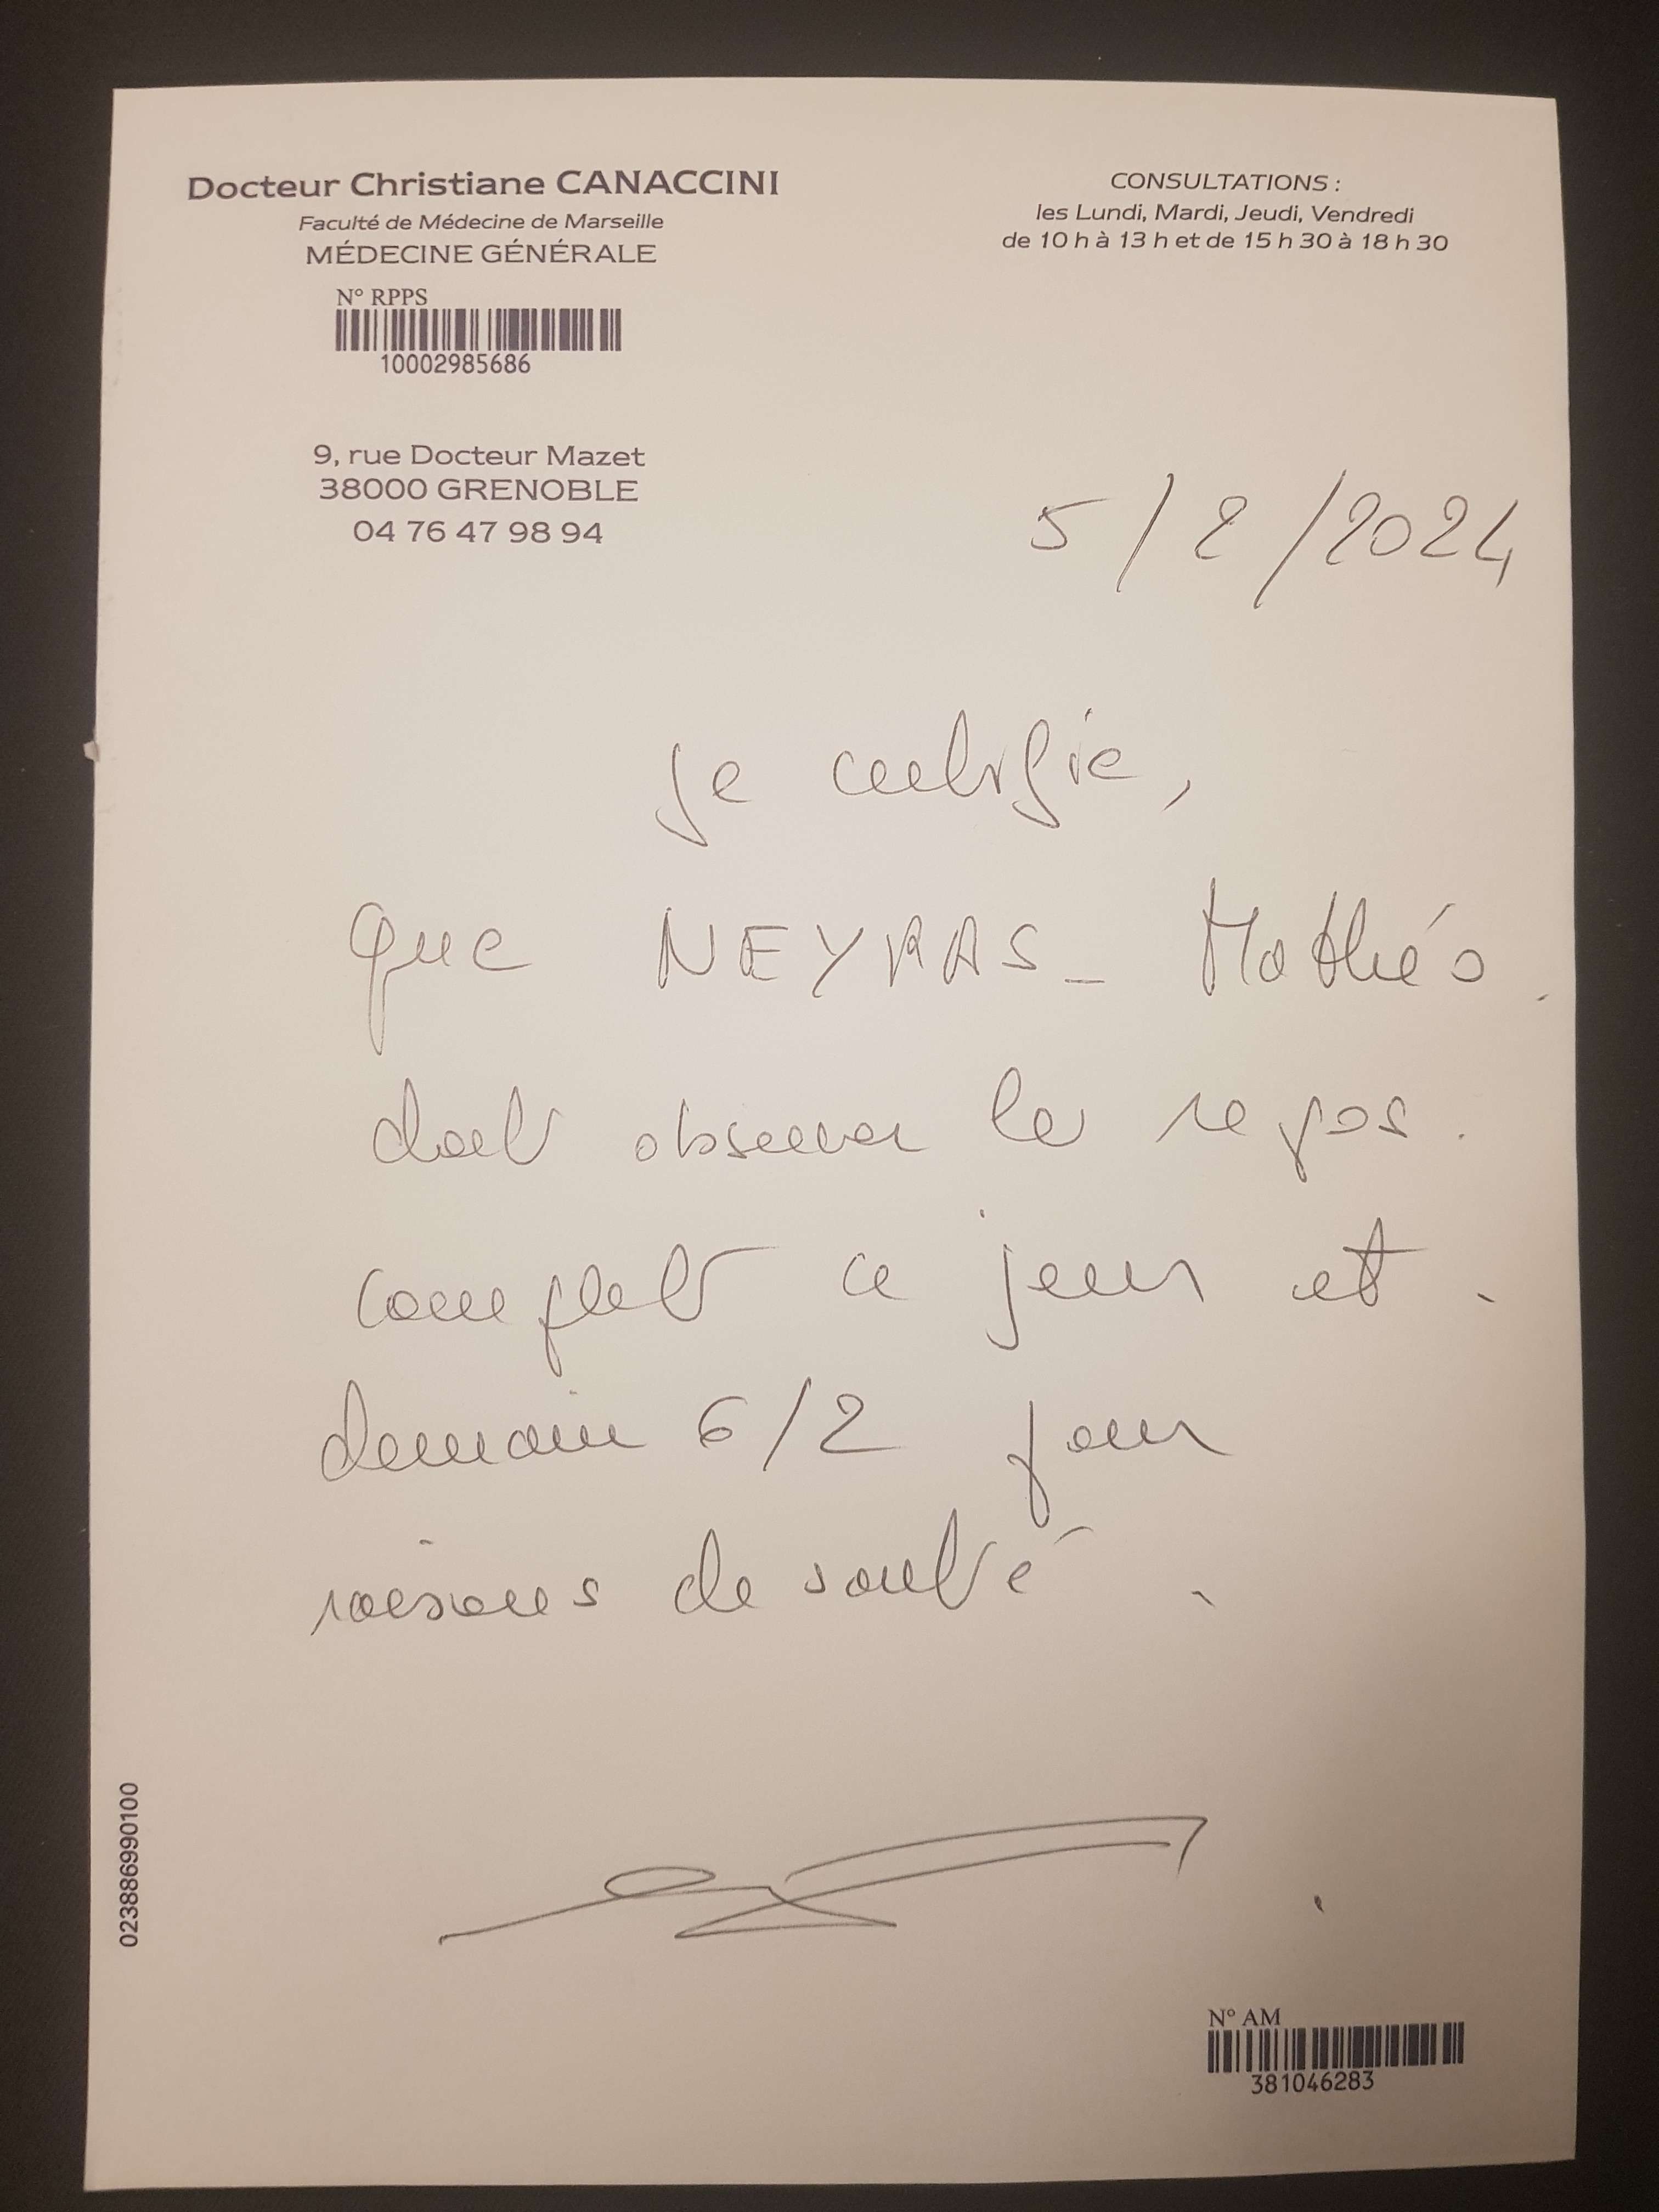 Docteur Christiane CANACCINI
Faculté de Médecine de Marseille
MÉDECINE GÉNÉRALE
N° RPPS
10002985686
9, rue Docteur Mazet
38000 GRENOBLE
04 76 47 98 94
CONSULTATIONS :
les Lundi, Mardi, Jeudi, Vendredi
de 10 h à 13 h et de 15 h 30 à 18 h 30
5/2/2024
Je certifie,
que NEYRAS_ Mathéo
doit observer le repos.
complet ce jour et
demain 6/2 pour
raisons de santé.
023886990100
N° AM
381046283